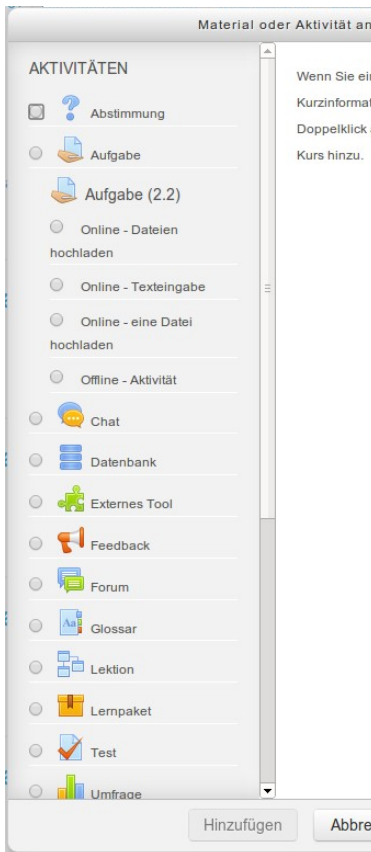 Material oder Aktivität an
AKTIVITÄTEN
Abstimmung
Aufgabe
Aufgabe (2.2)
Online - Dateien
hochladen
Online - Texteingabe
Online - eine Datei
hochladen
Offline - Aktivität
Chat
Datenbank
Externes Tool
Feedback
Forum
Aa
Glossar
Lektion
Lernpaket
Test
Umfrage
Wenn Sie ei
Kurzinformat
Doppelklick
Kurs hinzu.
Hinzufügen
Abbre